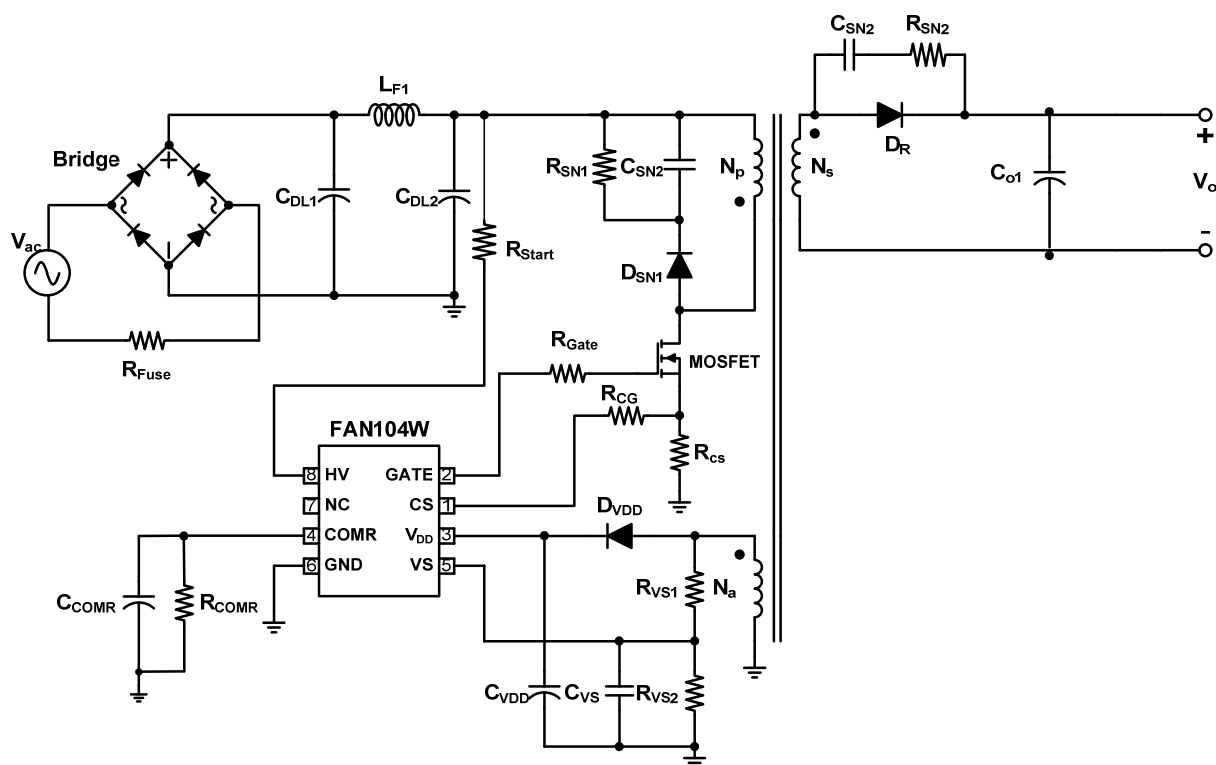 CSN2 RSN2
LF1
Bridge
+
RSN1 CSN2 Np Ns
DR
+
CDL1 CDL2 Co1 Vo
Vac
RStart DSN1
-
RGate MOSFET
RFuse
RCG
FAN104W
Rcs
8 HV GATE 2
7 NC CS 1
DVDD
4 COMR VDD 3
6 GND VS 5
CCOMR RCOMR
RVS1 Na
CVDD CVS RVS2